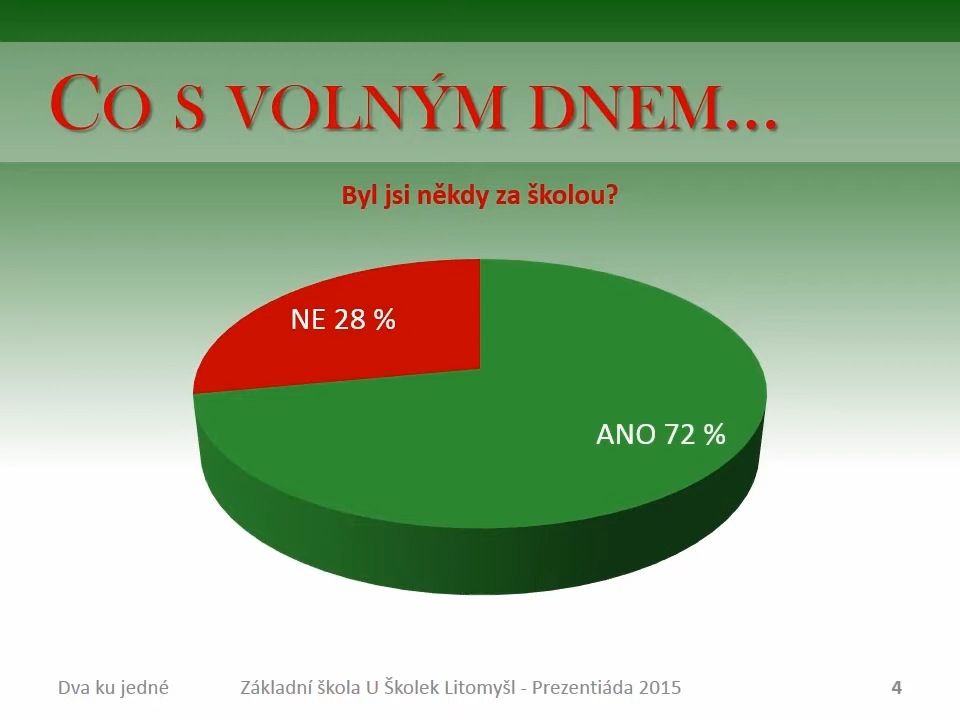 Co s volným dnem...
Byl jsi někdy za školou?
NE 28 %
ANO 72 %
Dva ku jedné
Základní škola U Školek Litomyšl - Prezentiáda 2015
4